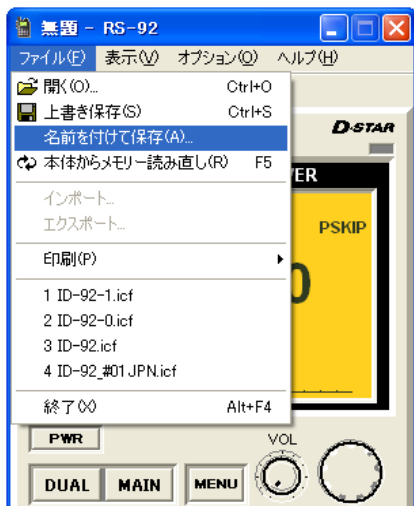 無題 - RS-92
ファイル(F) 表示(V) オプション(O) ヘルプ(H)
開く(O)... Ctrl+O
上書き保存(S) Ctrl+S
名前を付けて保存(A)...
本体からメモリー読み直し(R) F5
インポート...
エクスポート...
印刷(P)
1 ID-92-1.icf
2 ID-92-0.icf
3 ID-92.icf
4 ID-92_#01JPN.icf
終了(X) Alt+F4
D-STAR
PSKIP
PWR
VOL
DUAL
MAIN
MENU